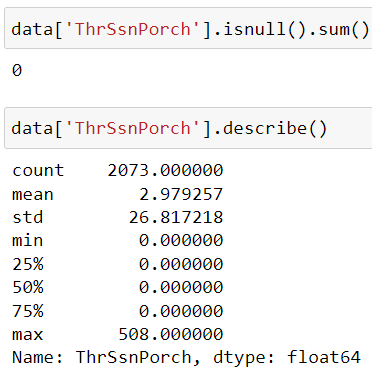 data['ThrSsnPorch'].isnull().sum()
0
data['ThrSsnPorch'].describe()
count    2073.000000
mean        2.979257
std        26.817218
min         0.000000
25%         0.000000
50%         0.000000
75%         0.000000
max       508.000000
Name: ThrSsnPorch, dtype: float64